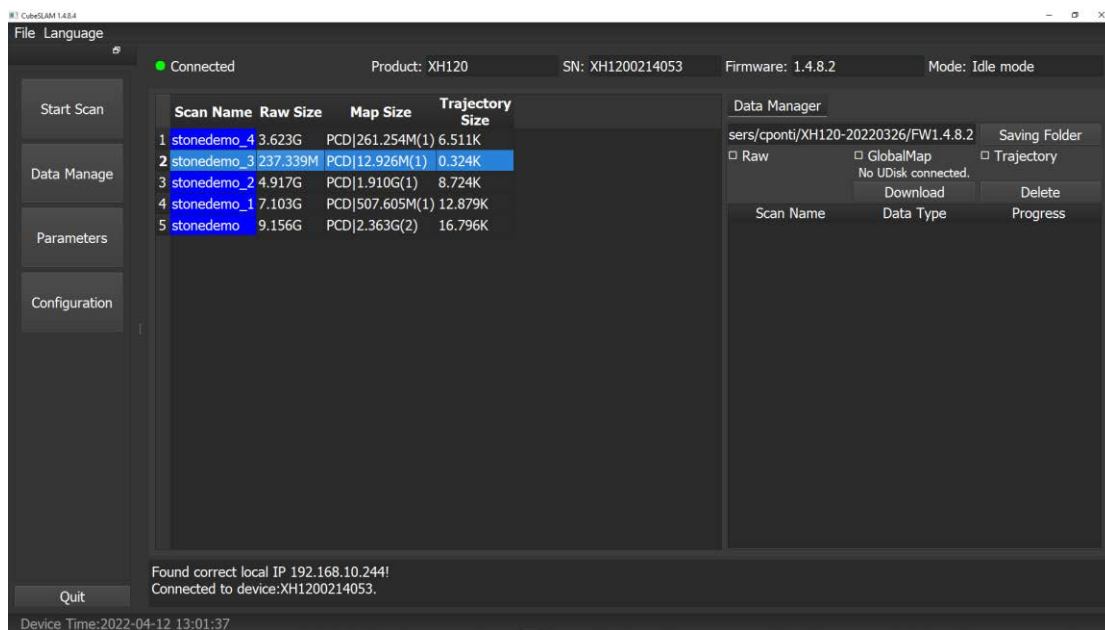 CubeSLAM 1.4.8.4
File Language
Connected Product: XH120 SN: XH1200214053 Firmware: 1.4.8.2 Mode: Idle mode
Start Scan
Data Manage
Parameters
Configuration
Quit
Scan Name Raw Size Map Size Trajectory Size
1 stonedemo_4 3.623G PCD|261.254M(1) 6.511K
2 stonedemo_3 237.339M PCD|12.926M(1) 0.324K
3 stonedemo_2 4.917G PCD|1.910G(1) 8.724K
4 stonedemo_1 7.103G PCD|507.605M(1) 12.879K
5 stonedemo 9.156G PCD|2.363G(2) 16.796K
Data Manager
sers/cponti/XH120-20220326/FW1.4.8.2 Saving Folder
Raw GlobalMap Trajectory
No UDisk connected.
Download Delete
Scan Name Data Type Progress
Found correct local IP 192.168.10.244!
Connected to device:XH1200214053.
Device Time:2022-04-12 13:01:37